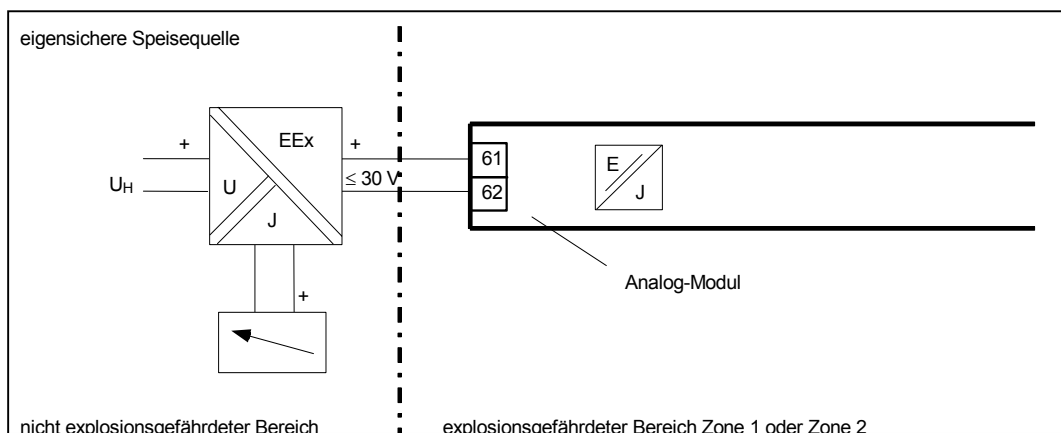 eigensichere Speisequelle
+
EEx
+
61
U_H
U
≤ 30 V
62
E
J
J
+
Analog-Modul
nicht explosionsgefährdeter Bereich
explosionsgefährdeter Bereich Zone 1 oder Zone 2